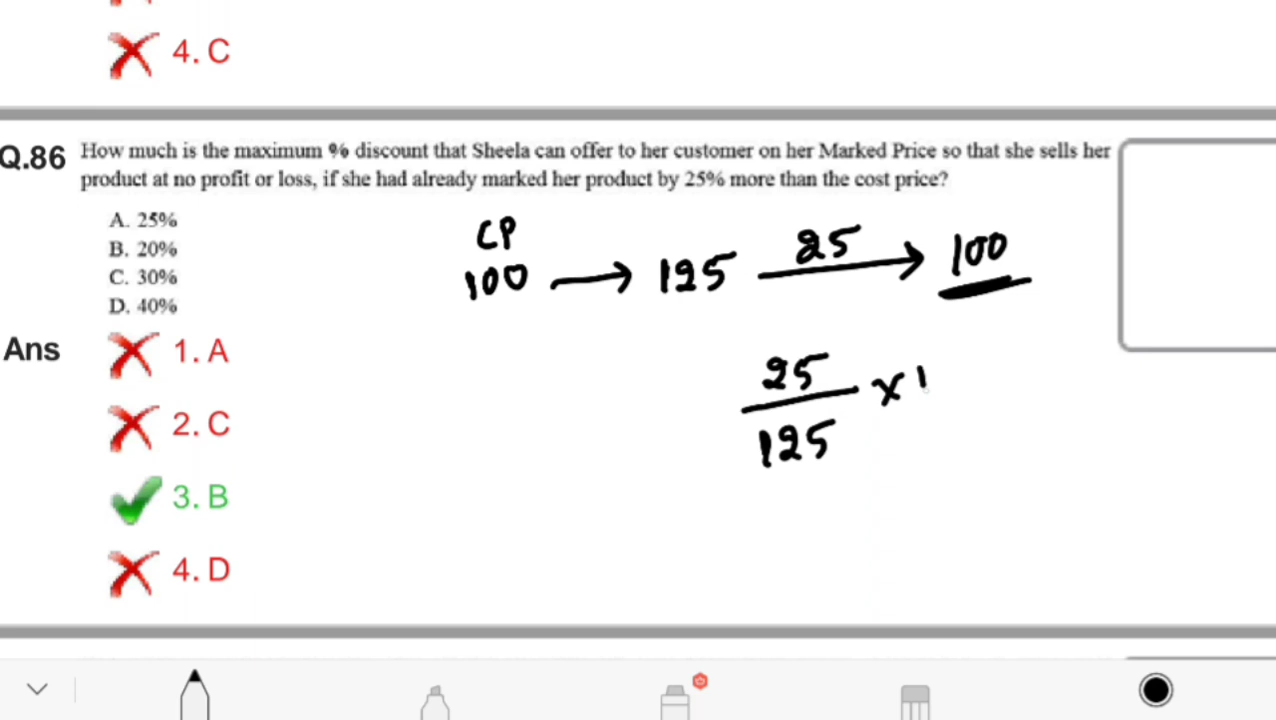 4. C
Q.86 How much is the maximum % discount that Sheela can offer to her customer on her Marked Price so that she sells her
product at no profit or loss, if she had already marked her product by 25% more than the cost price?
A. 25%
B. 20%
C. 30%
D. 40%
CP
100 → 125 25 → 100
25
125
x 1
Ans 1. A
2. C
3. B
4. D